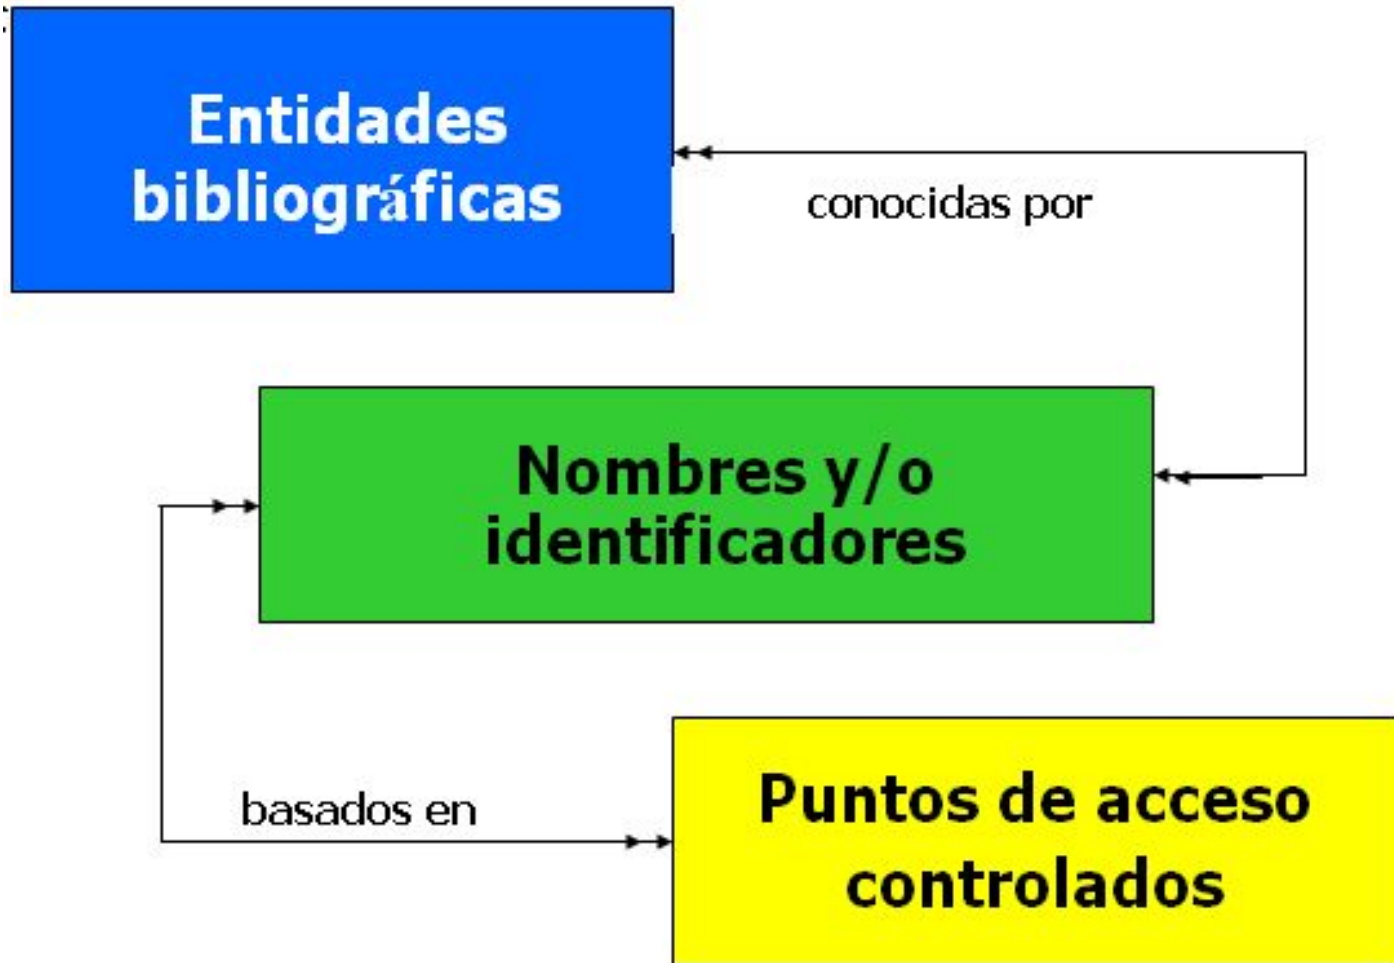 Entidades
bibliográficas
conocidas por
Nombres y/o
identificadores
basados en
Puntos de acceso
controlados